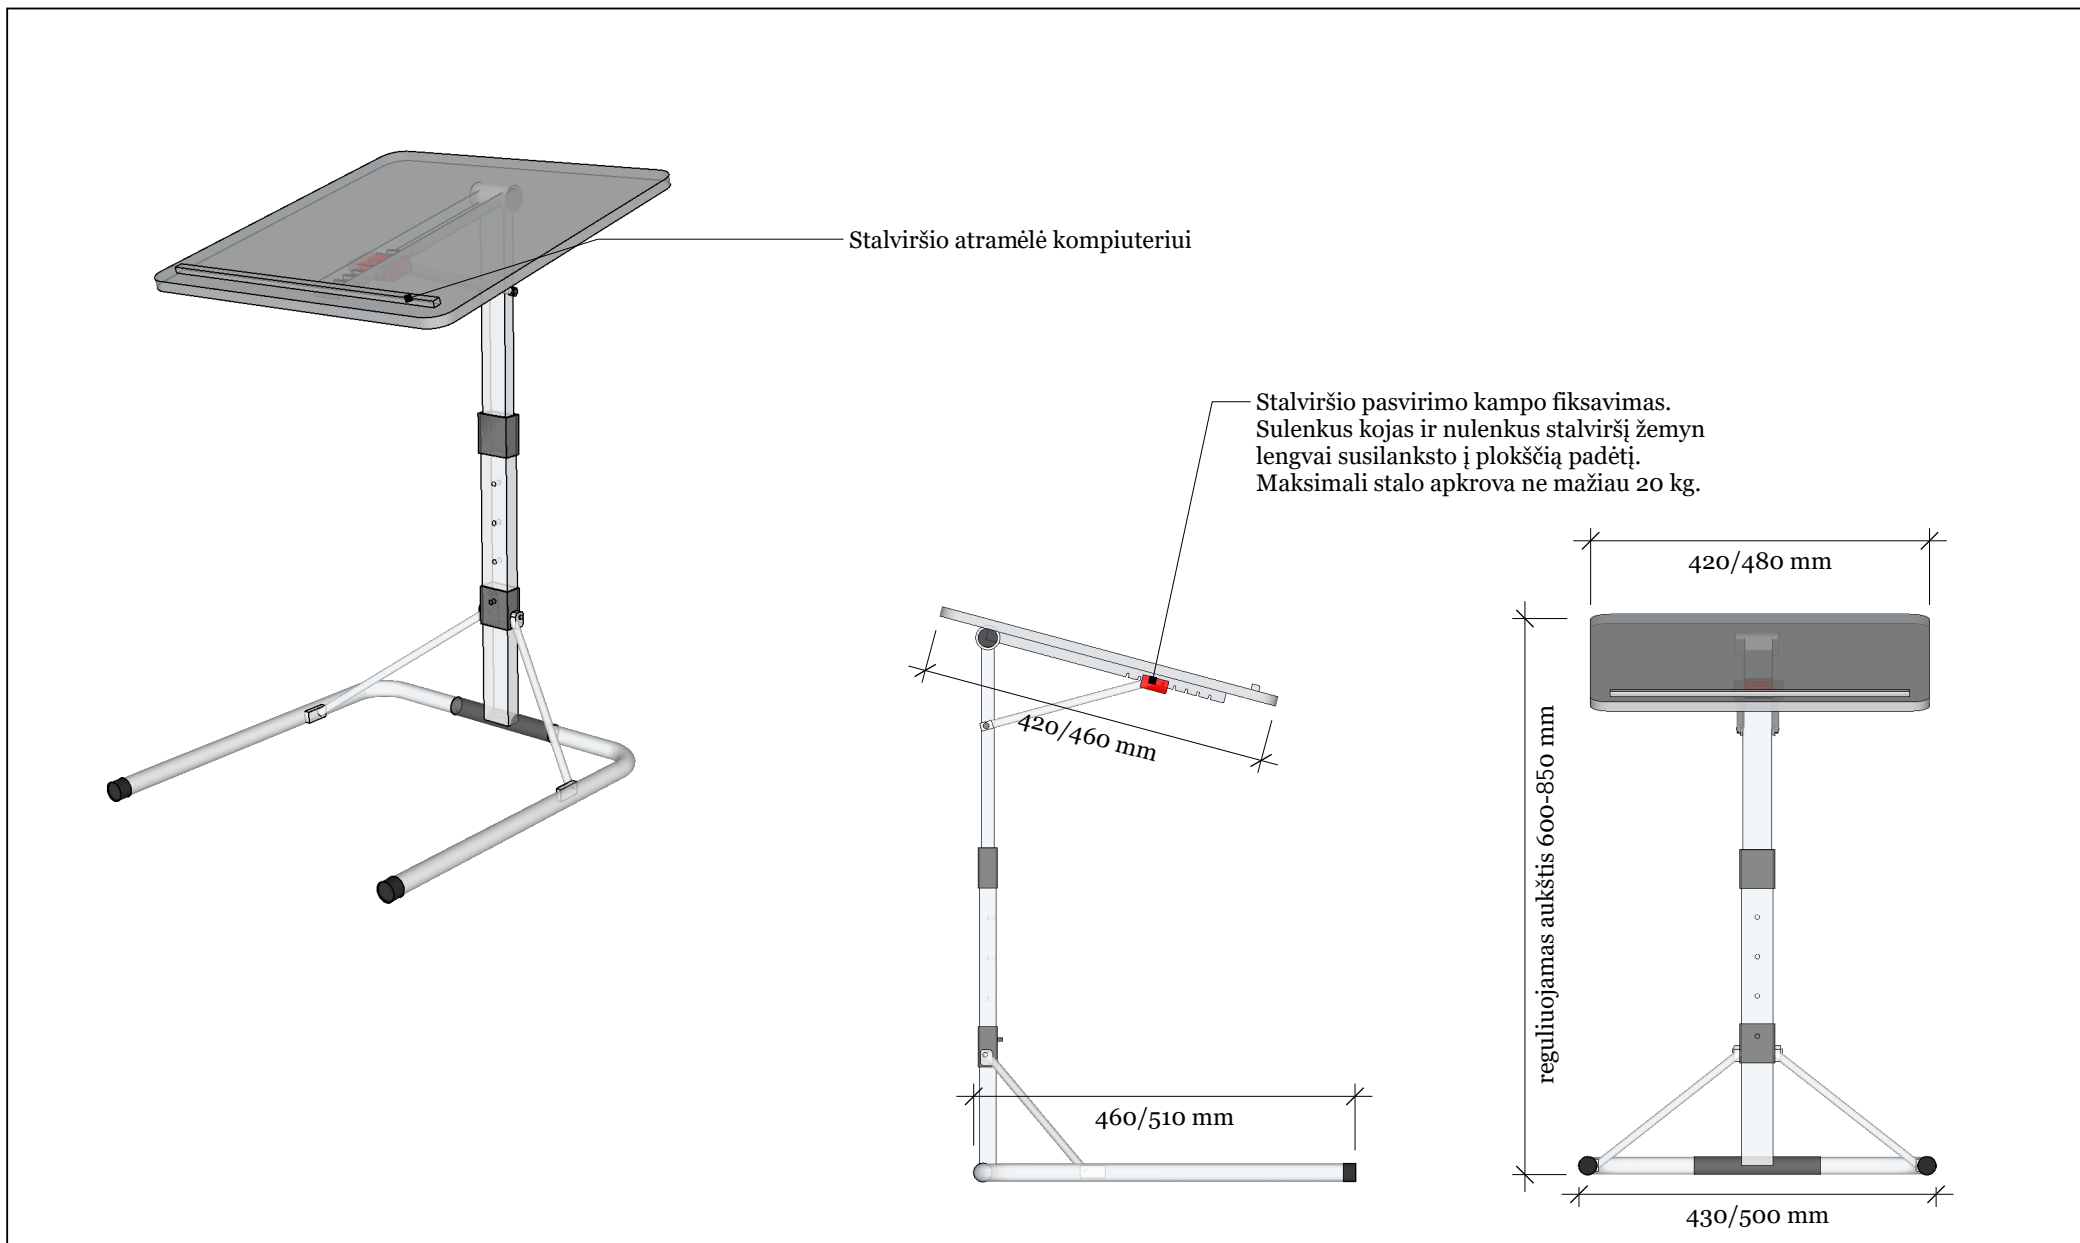 Stalviršio atramėlė kompiuteriui
Stalviršio pasvirimo kampo fiksavimas.
Sulenkus kojas ir nulenkus stalviršį žemyn
lengvai susilanksto į plokščią padėtį.
Maksimali stalo apkrova ne mažiau 20 kg.
420/480 mm
420/460 mm
reguliuojamas aukštis 600-850 mm
460/510 mm
430/500 mm